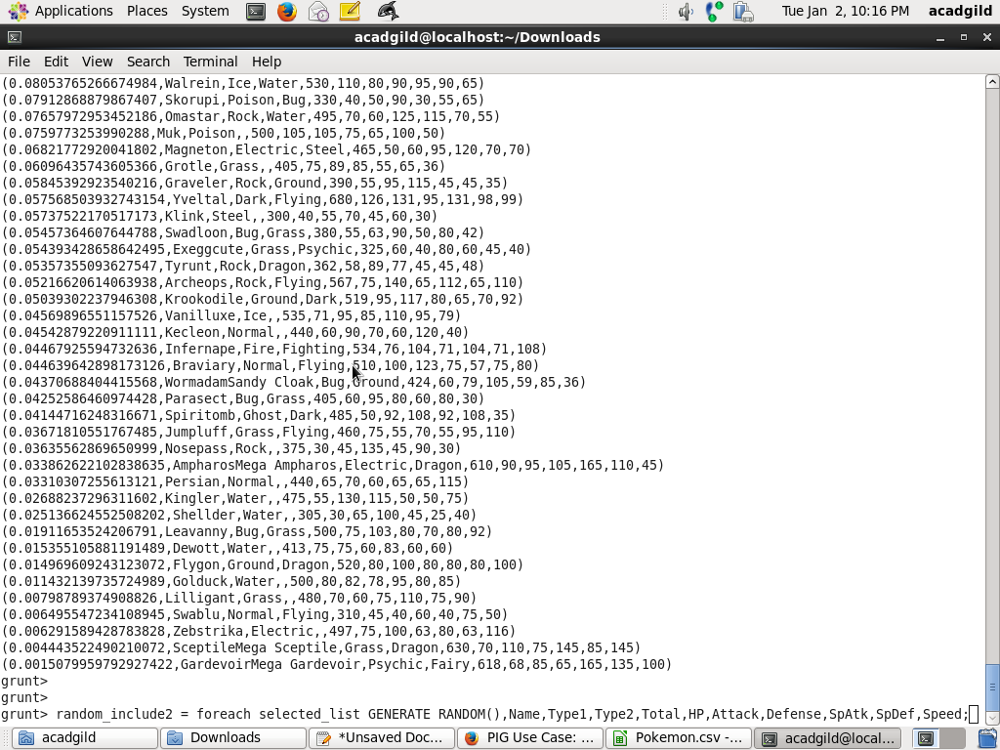 Applications Places System Tue Jan 2, 10:16 PM acadgild
acadgild@localhost:~/Downloads
File Edit View Search Terminal Help
(0.08053765266674984,Walrein,Ice,Water,530,110,80,90,95,90,65)
(0.07912868879867407,Skorupi,Poison,Bug,330,40,50,90,30,55,65)
(0.07657972953452186,Omastar,Rock,Water,495,70,60,125,115,70,55)
(0.0759773253990288,Muk,Poison,,500,105,105,75,65,100,50)
(0.06821772920041802,Magneton,Electric,Steel,465,50,60,95,120,70,70)
(0.06096435743605366,Grotle,Grass,,405,75,89,85,55,65,36)
(0.05845392923540216,Graveler,Rock,Ground,390,55,95,115,45,45,35)
(0.057568503932743154,Yveltal,Dark,Flying,680,126,131,95,131,98,99)
(0.05737522170517173,Klink,Steel,,300,40,55,70,45,60,30)
(0.05457364607644788,Swadloon,Bug,Grass,380,55,63,90,50,80,42)
(0.054393428658642495,Exeggcute,Grass,Psychic,325,60,40,80,60,45,40)
(0.05357355093627547,Tyrunt,Rock,Dragon,362,58,89,77,45,45,48)
(0.05216620614063938,Archeops,Rock,Flying,567,75,140,65,112,65,110)
(0.05039302237946308,Krookodile,Ground,Dark,519,95,117,80,65,70,92)
(0.04569896551157526,Vanilluxe,Ice,,535,71,95,85,110,95,79)
(0.04542879220911111,Kecleon,Normal,,440,60,90,70,60,120,40)
(0.04467925594732636,Infernape,Fire,Fighting,534,76,104,71,104,71,108)
(0.044639642898173126,Braviary,Normal,Flying,510,100,123,75,57,75,80)
(0.04370688404415568,WormadamSandy Cloak,Bug,Ground,424,60,79,105,59,85,36)
(0.04252586460974428,Parasect,Bug,Grass,405,60,95,80,60,80,30)
(0.04144716248316671,Spiritomb,Ghost,Dark,485,50,92,108,92,108,35)
(0.03671810551767485,Jumpluff,Grass,Flying,460,75,55,70,55,95,110)
(0.03635562869650999,Nosepass,Rock,,375,30,45,135,45,90,30)
(0.033862622102838635,AmpharosMega Ampharos,Electric,Dragon,610,90,95,105,165,110,45)
(0.03310307255613121,Persian,Normal,,440,65,70,60,65,65,115)
(0.02688237296311602,Kingler,Water,,475,55,130,115,50,50,75)
(0.025136624552508202,Shellder,Water,,305,30,65,100,45,25,40)
(0.01911653524206791,Leavanny,Bug,Grass,500,75,103,80,70,80,92)
(0.015355105881191489,Dewott,Water,,413,75,75,60,83,60,60)
(0.014969609243123072,Flygon,Ground,Dragon,520,80,100,80,80,80,100)
(0.011432139735724989,Golduck,Water,,500,80,82,78,95,80,85)
(0.00798789374908826,Lilligant,Grass,,480,70,60,75,110,75,90)
(0.006495547234108945,Swablu,Normal,Flying,310,45,40,60,40,75,50)
(0.006291589428783828,Zebstrika,Electric,,497,75,100,63,80,63,116)
(0.004443522490210072,SceptileMega Sceptile,Grass,Dragon,630,70,110,75,145,85,145)
(0.0015079959792927422,GardevoirMega Gardevoir,Psychic,Fairy,618,68,85,65,165,135,100)
grunt>
grunt>
grunt> random_include2 = foreach selected_list GENERATE RANDOM(),Name,Type1,Type2,Total,HP,Attack,Defense,SpAtk,SpDef,Speed;
acadgild Downloads *Unsaved Doc... PIG Use Case: ... Pokemon.csv -... acadgild@local...